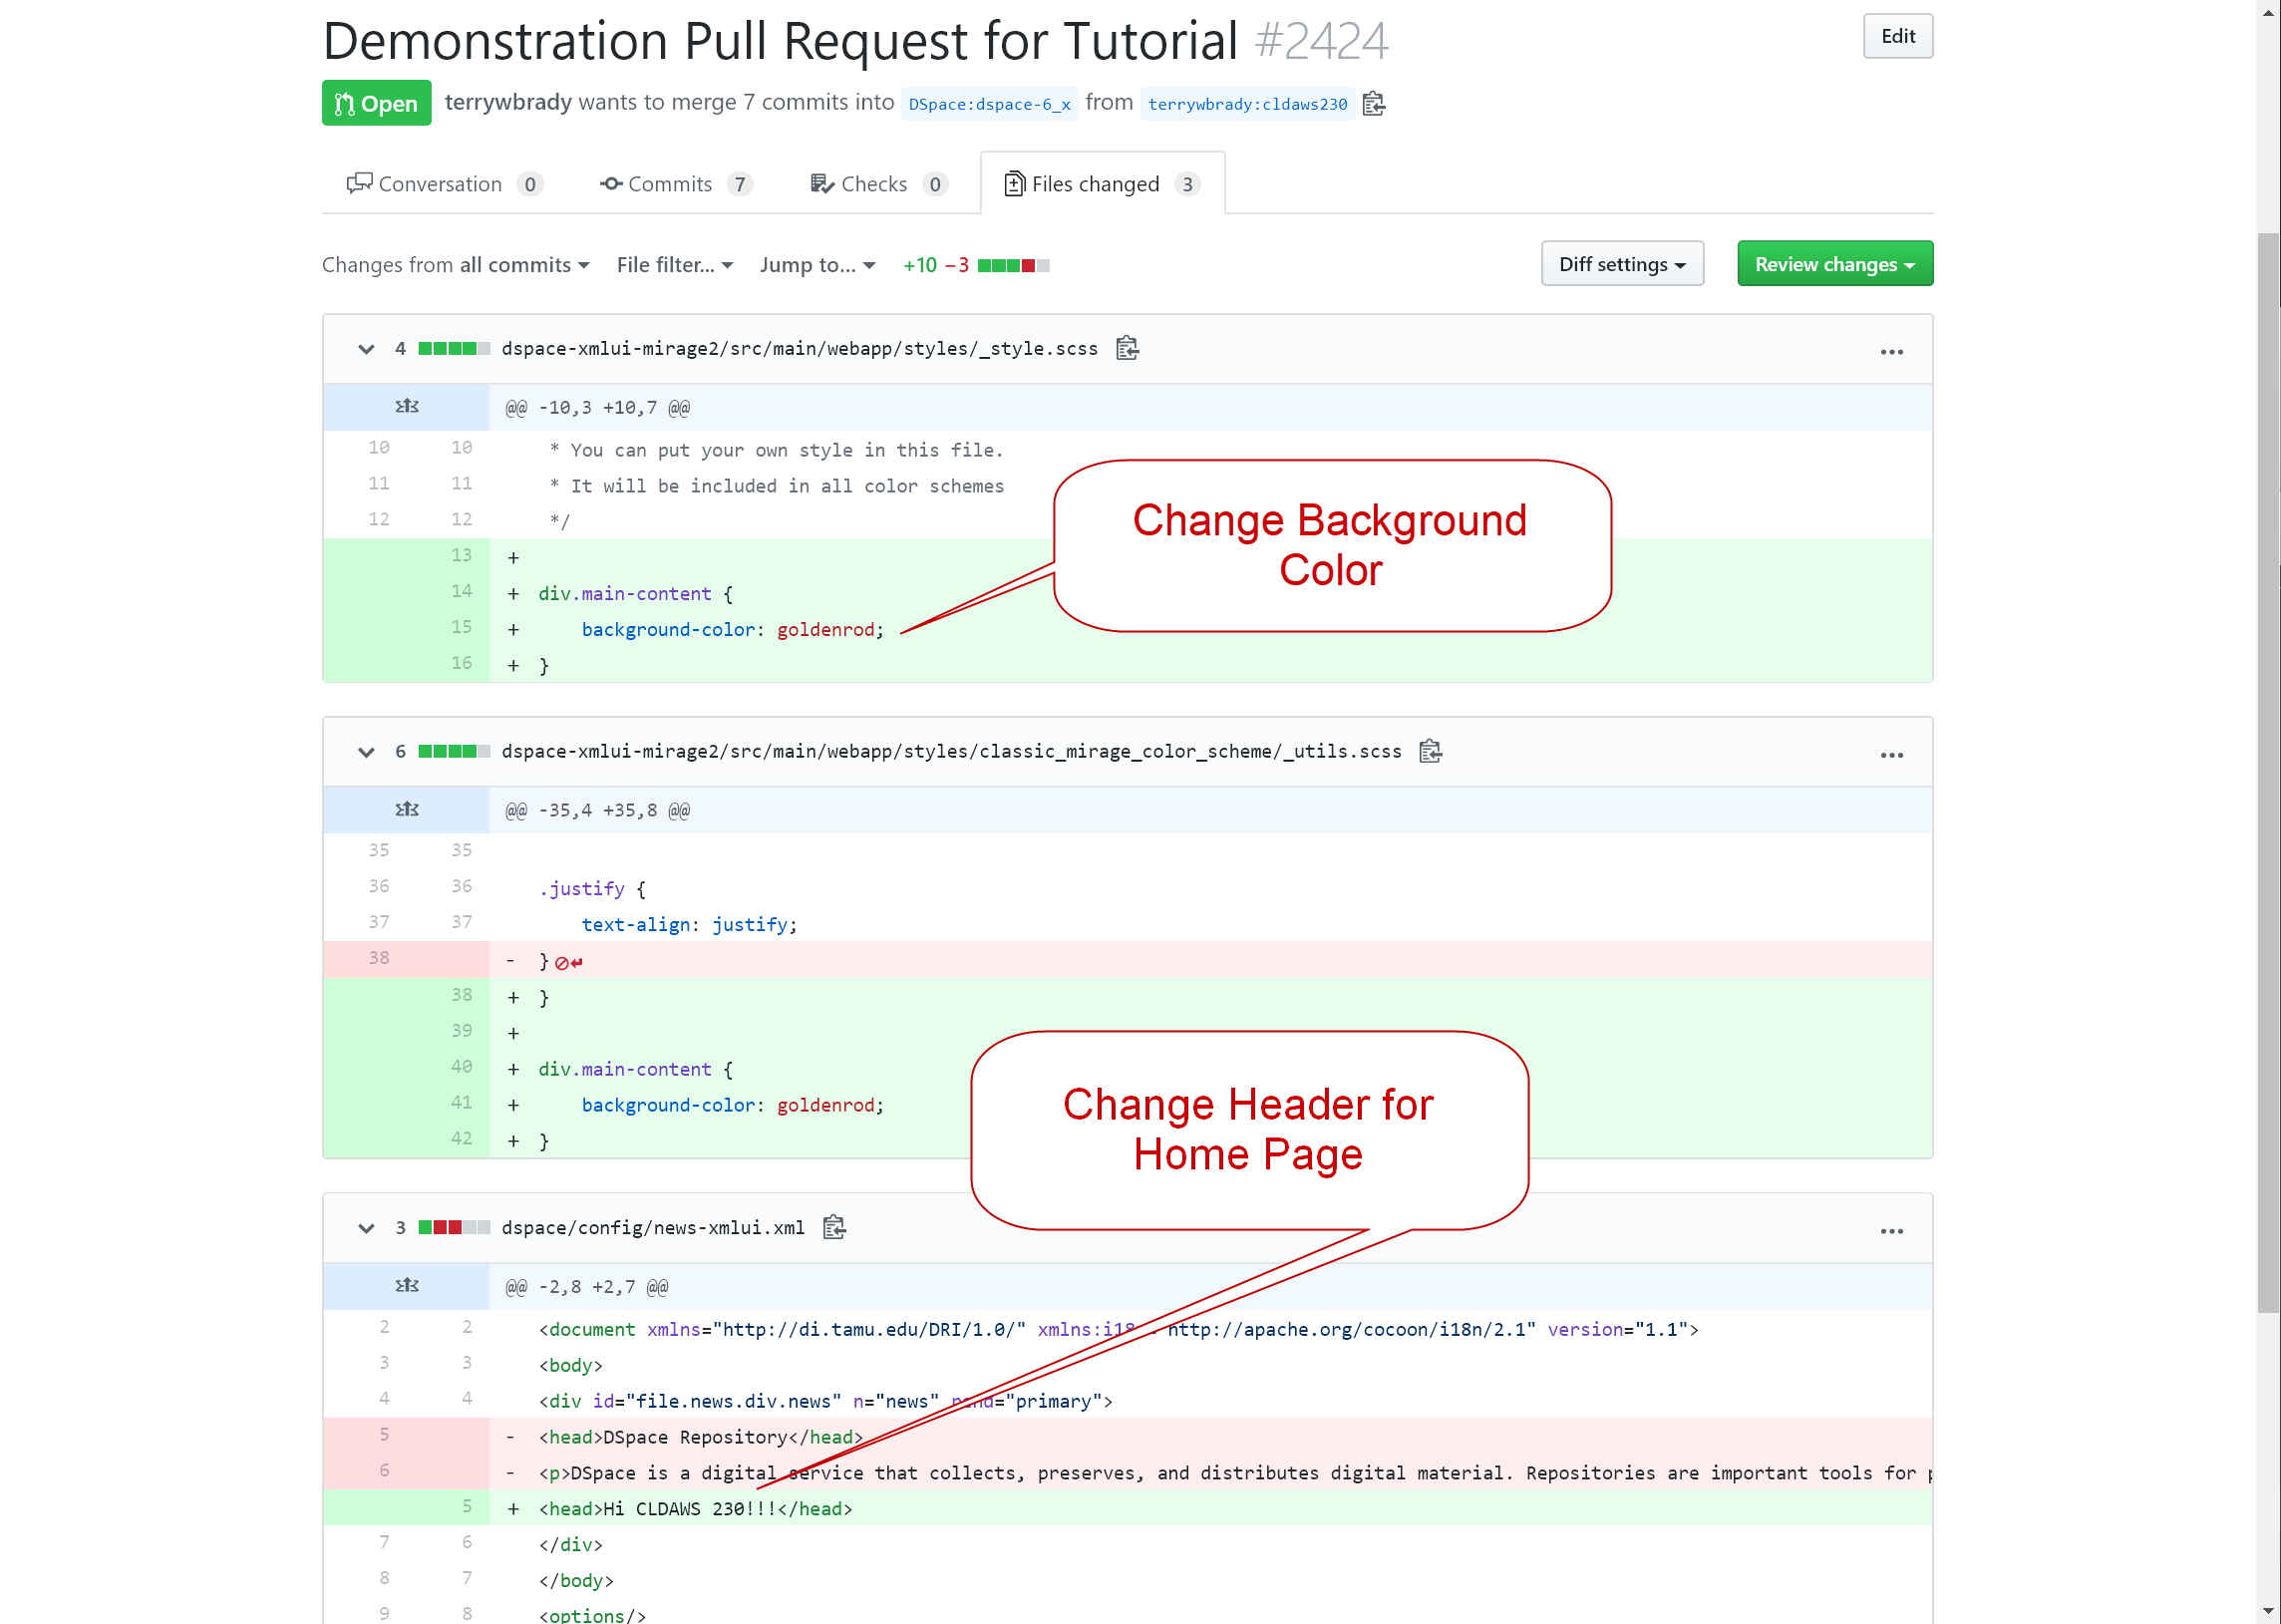 Demonstration Pull Request for Tutorial #2424
Edit
Open terrywbrady wants to merge 7 commits into DSpace:dspace-6_x from terrywbrady:cldaws230
Conversation 0 Commits 7 Checks 0 Files changed 3
Changes from all commits File filter... Jump to... +10 −3 Diff settings Review changes
4 dspace-xmlui-mirage2/src/main/webapp/styles/_style.scss ...
@@ -10,3 +10,7 @@
10 10 * You can put your own style in this file.
11 11 * It will be included in all color schemes
12 12 */
13 +
14 + div.main-content {
15 + background-color: goldenrod;
16 + }
Change Background
Color
6 dspace-xmlui-mirage2/src/main/webapp/styles/classic_mirage_color_scheme/_utils.scss ...
@@ -35,4 +35,8 @@
35 35
36 36 .justify {
37 37 text-align: justify;
38 - }
38 + }
39 +
40 + div.main-content {
41 + background-color: goldenrod;
42 + }
Change Header for
Home Page
3 dspace/config/news-xmlui.xml ...
@@ -2,8 +2,7 @@
2 2 <document xmlns="http://di.tamu.edu/DRI/1.0/" http://apache.org/cocoon/i18n/2.1" version="1.1">
3 3 <body>
4 4 <div id="file.news.div.news" n="news" rend="primary">
5 - <head>DSpace Repository</head>
6 - <p>DSpace is a digital service that collects, preserves, and distributes digital material. Repositories are important tools for
5 + <head>Hi CLDAWS 230!!!</head>
7 6 </div>
8 7 </body>
9 8 <options/>